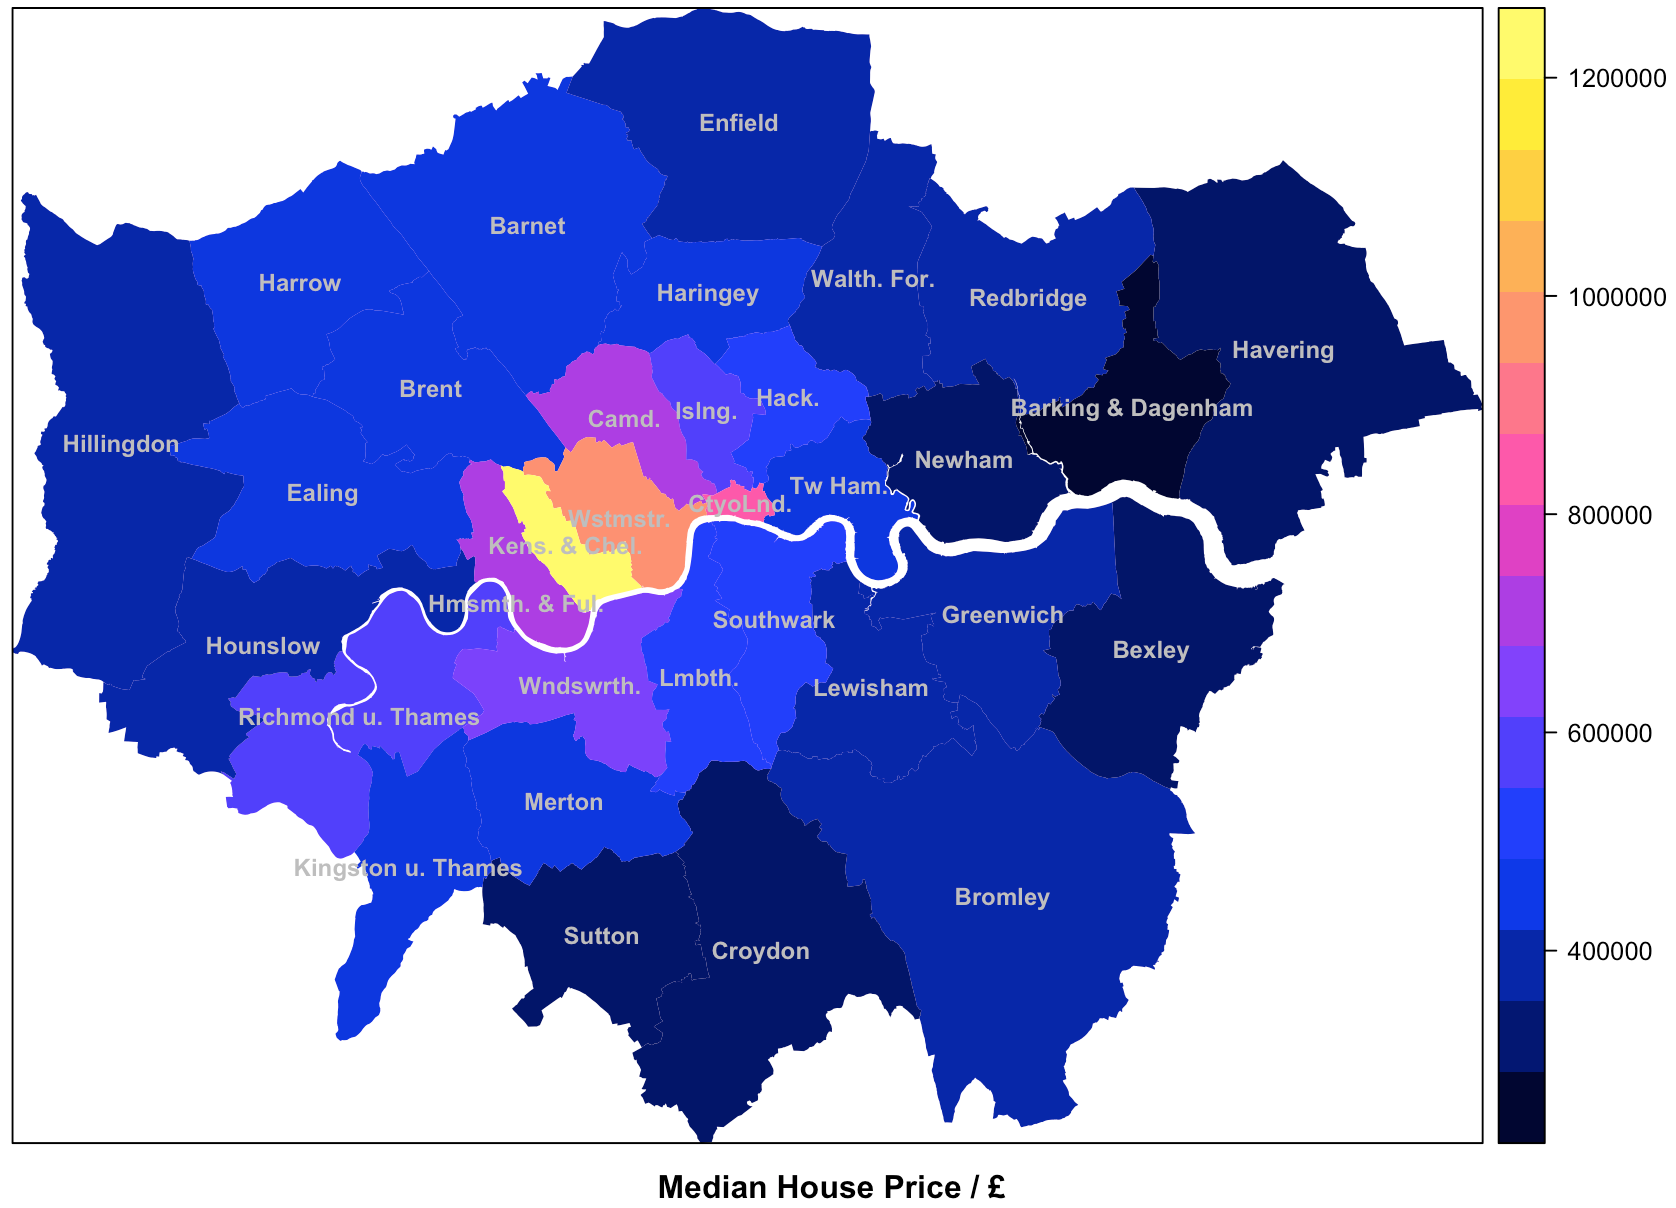 Enfield
Barnet
Harrow
Haringey
Walth. For.
Redbridge
Havering
Brent
Camd.
Islng.
Hack.
Barking & Dagenham
Hillingdon
Newham
Ealing
Tw Ham.
CtyoLnd.
Wstmstr.
Kens. & Chel.
Hmsmth. & Ful.
Southwark
Greenwich
Hounslow
Bexley
Wndswrth.
Lmbth.
Lewisham
Richmond u. Thames
Merton
Kingston u. Thames
Bromley
Sutton
Croydon
1200000
1000000
800000
600000
400000
Median House Price / £